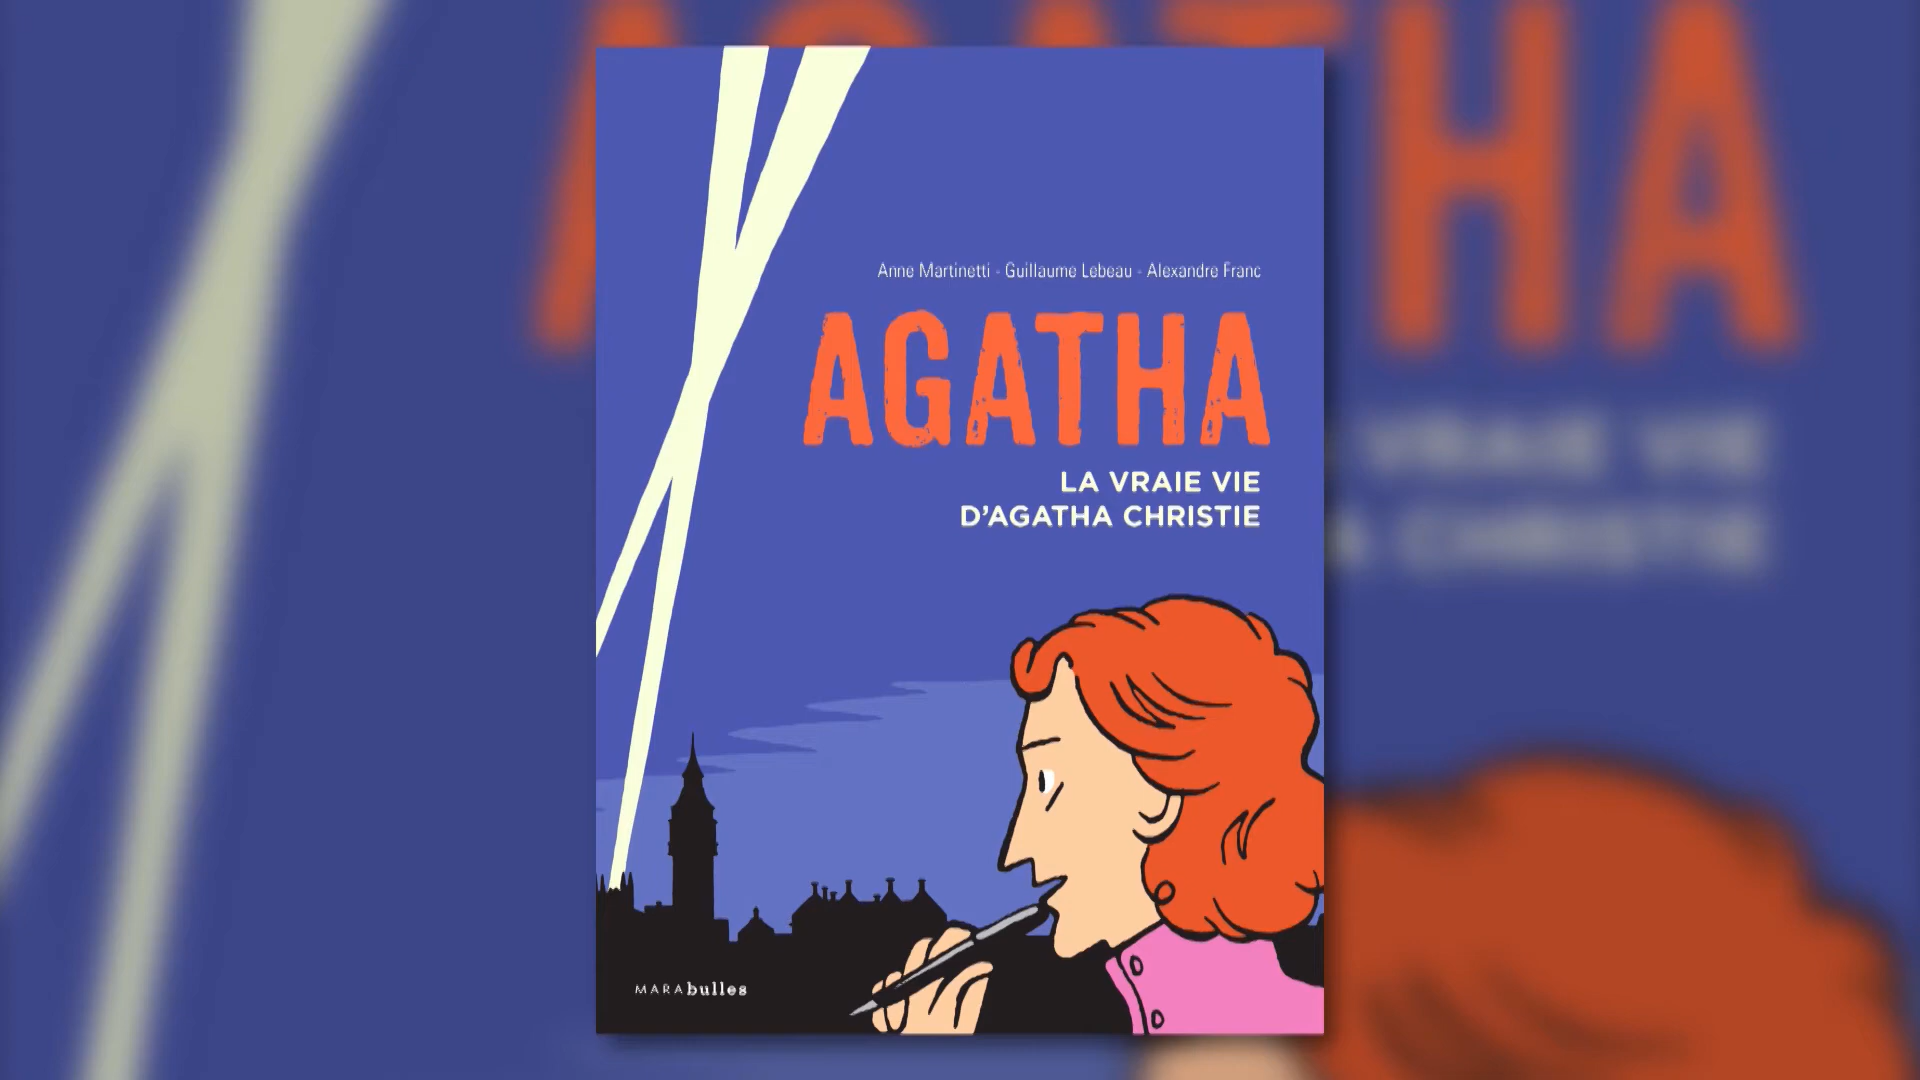 Anne Martinetti - Guillaume Lebeau - Alexandre Franc
AGATHA
LA VRAIE VIE
D'AGATHA CHRISTIE
MARAbulles